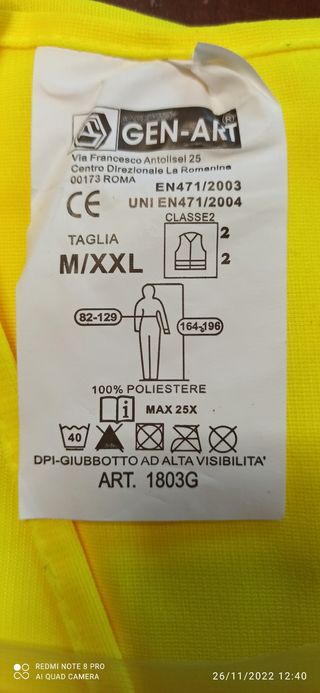 GEN-ART ®
Via Francesco Antolisei 25
Centro Direzionale La Romanina
00173 ROMA
EN471/2003
CE
UNI EN471/2004
CLASSE2
TAGLIA
M/XXL
2
2
82-129
164-196
100% POLIESTERE
i
MAX 25X
40
DPI-GIUBBOTTO AD ALTA VISIBILITA'
ART. 1803G
REDMI NOTE 8 PRO
AI QUAD CAMERA
26/11/2022 12:40